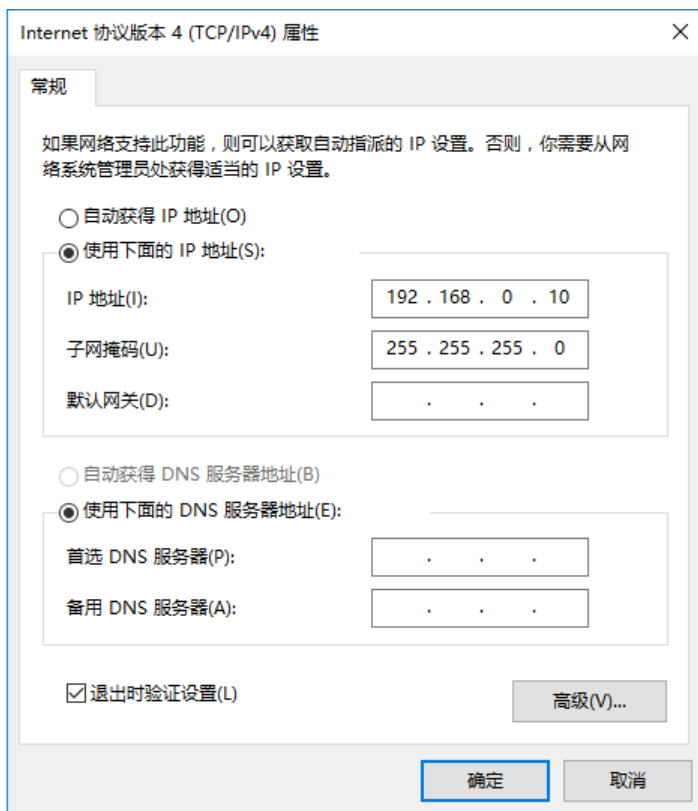 Internet 协议版本 4 (TCP/IPv4) 属性
常规
如果网络支持此功能，则可以获取自动指派的 IP 设置。否则，你需要从网
络系统管理员处获得适当的 IP 设置。
自动获得 IP 地址(O)
使用下面的 IP 地址(S):
IP 地址(I): 192 . 168 . 0 . 10
子网掩码(U): 255 . 255 . 255 . 0
默认网关(D): . . .
自动获得 DNS 服务器地址(B)
使用下面的 DNS 服务器地址(E):
首选 DNS 服务器(P): . . .
备用 DNS 服务器(A): . . .
退出时验证设置(L)
高级(V)...
确定 取消